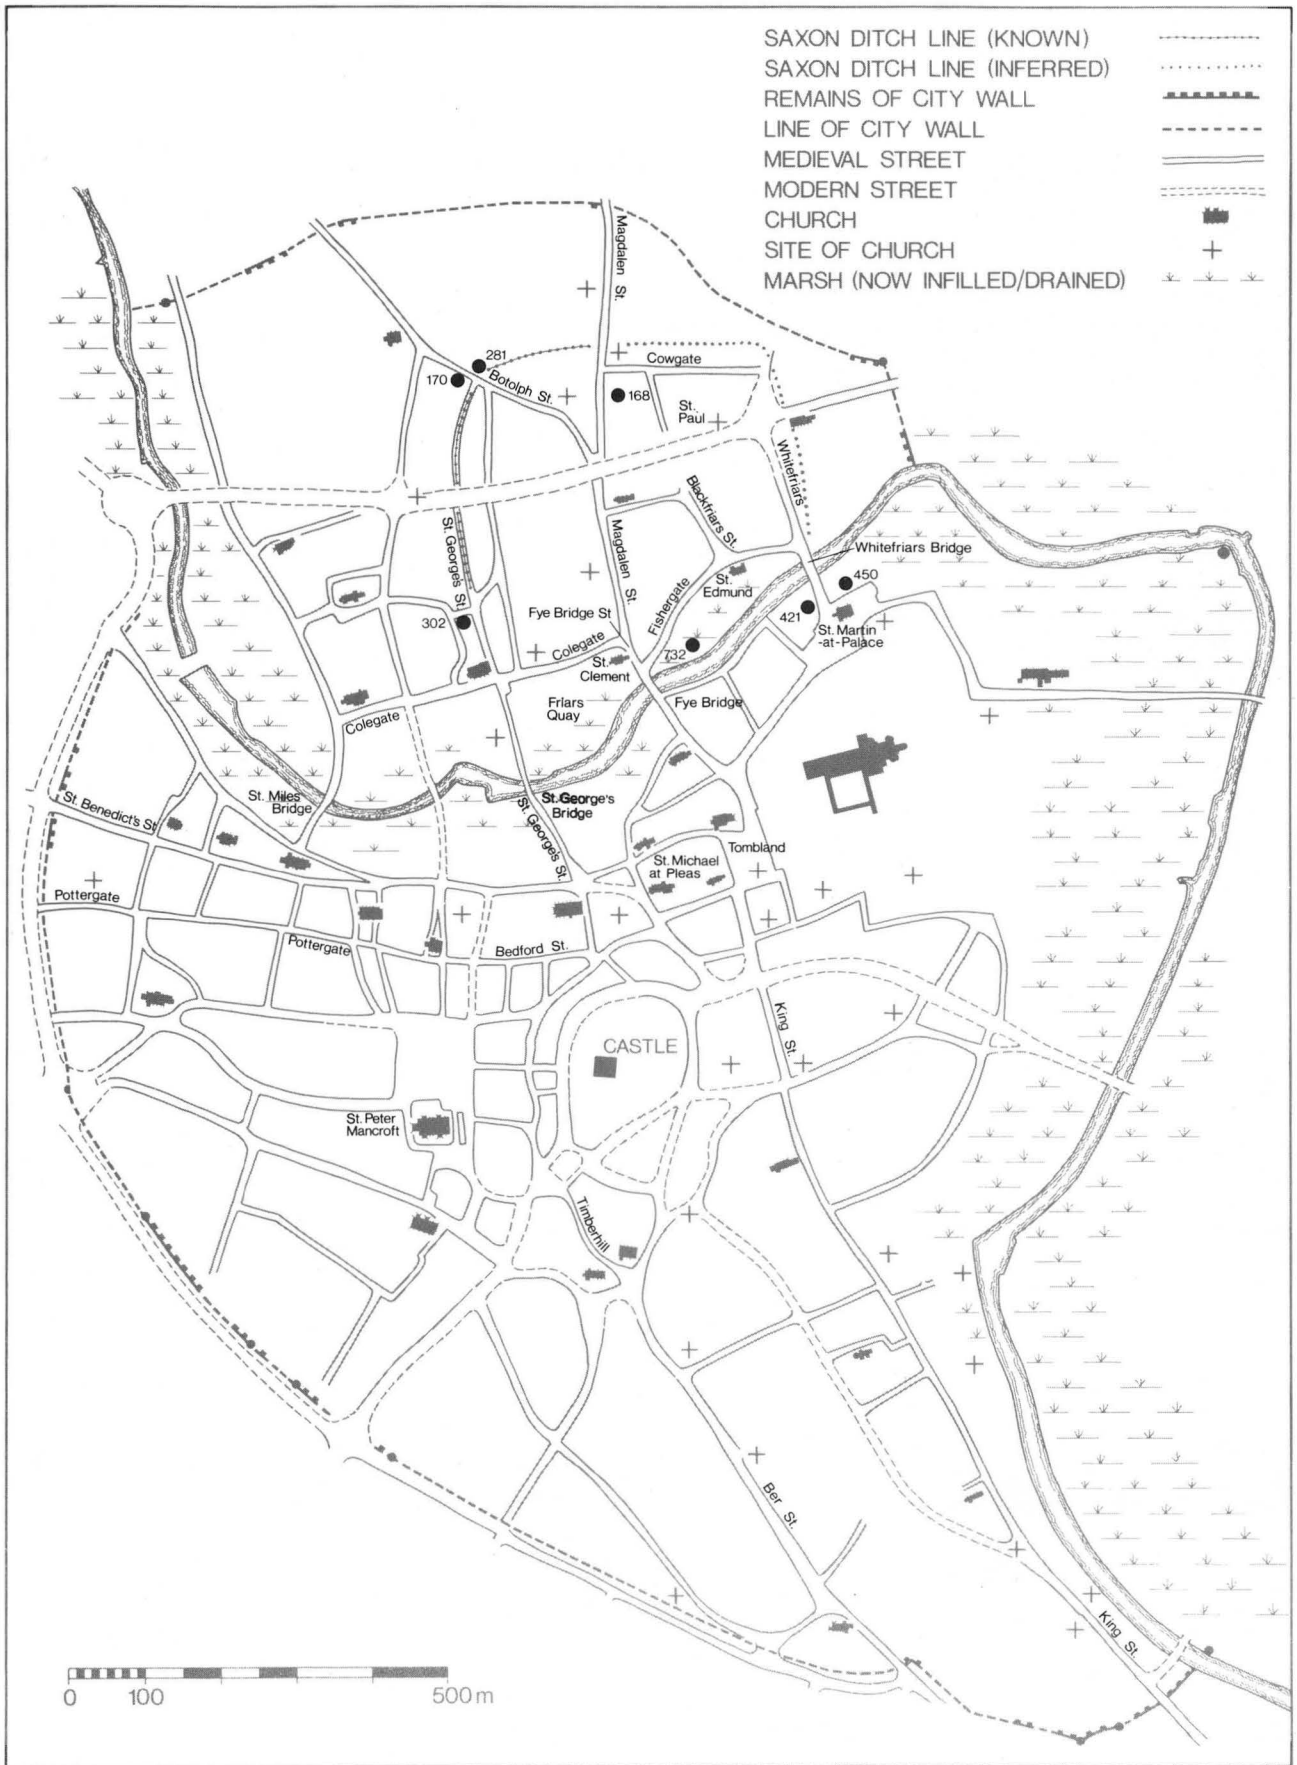 SAXON DITCH LINE (KNOWN)
SAXON DITCH LINE (INFERRED)
REMAINS OF CITY WALL
LINE OF CITY WALL
MEDIEVAL STREET
MODERN STREET
CHURCH
SITE OF CHURCH
MARSH (NOW INFILLED/DRAINED)
Magdalen St.
281
170
Botolph St.
Cowgate
168
St.
Paul
Whitefriars
Blackfriars St.
St. George's St.
Magdalen St.
Whitefriars Bridge
450
St.
Edmund
Fishergate
421
Fye Bridge St
302
St. Martin
-at-Palace
Colegate
732
St.
Clement
Friars
Quay
Fye Bridge
Colegate
St. Miles
Bridge
St. George's
Bridge
St. Benedict's St.
St. George's St.
Tombland
St. Michael
at Pleas
Pottergate
Pottergate
Bedford St.
King St.
CASTLE
St. Peter
Mancroft
Timberhill
Ber St.
King St.
0 100 500m